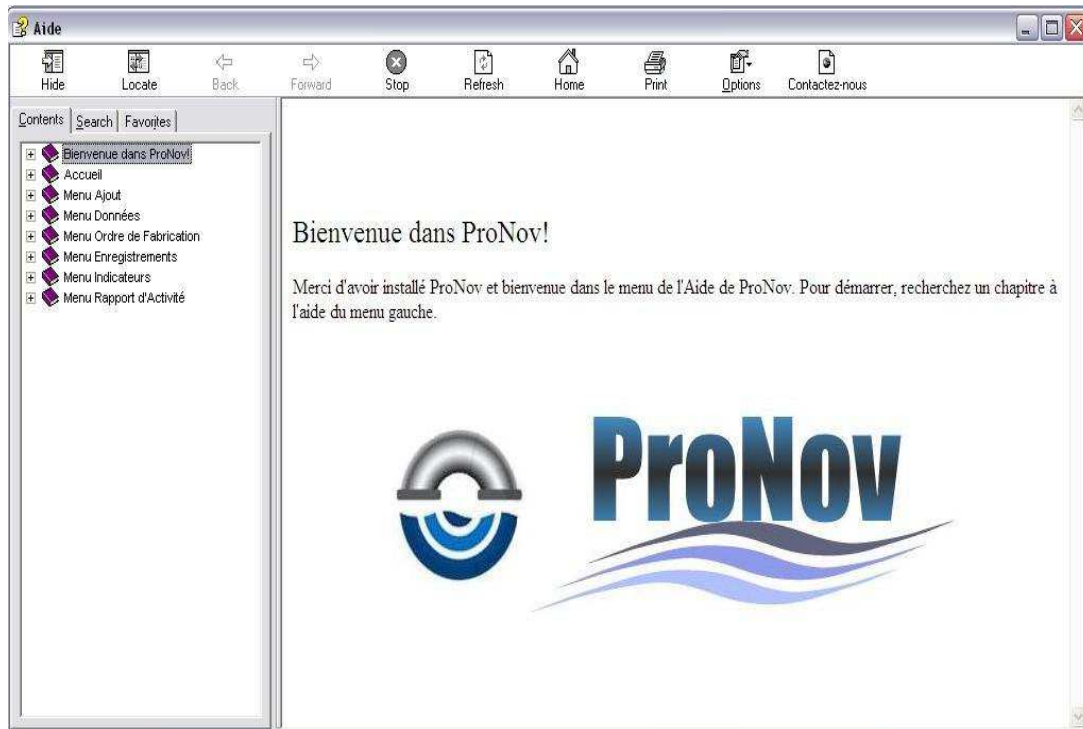 Aide
Hide Locate Back Forward Stop Refresh Home Print Options Contactez-nous
Contents Search Favorites
Bienvenue dans ProNov!
Accueil
Menu Ajout
Menu Données
Menu Ordre de Fabrication
Menu Enregistrements
Menu Indicateurs
Menu Rapport d'Activité
Bienvenue dans ProNov!
Merci d'avoir installé ProNov et bienvenue dans le menu de l'Aide de ProNov. Pour démarrer, recherchez un chapitre à
l'aide du menu gauche.
ProNov